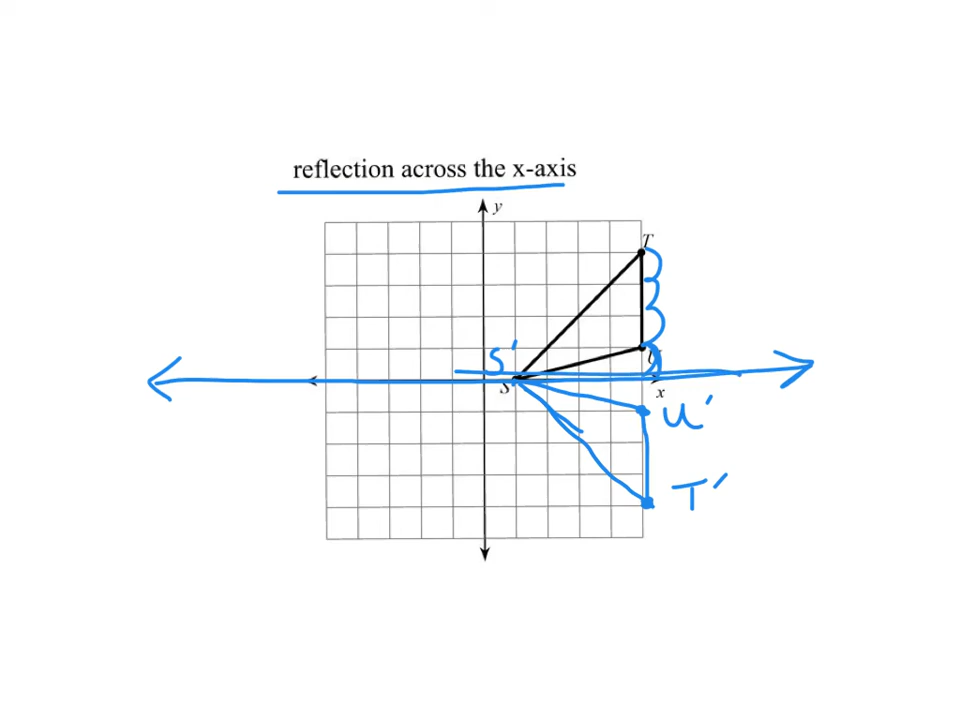 reflection across the x-axis
y
T
S'
U
S
x
U'
T'